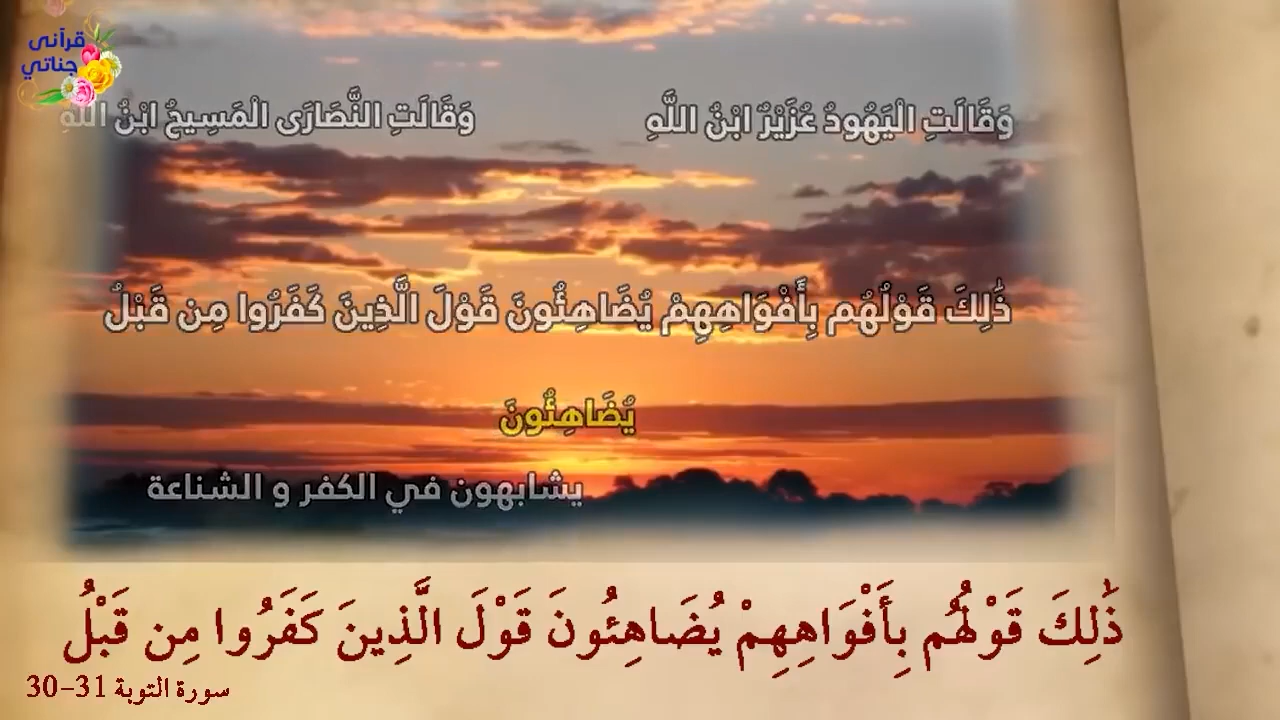 قرآنى
جناتي
وَقَالَتِ الْيَهُودُ عُزَيْرٌ ابْنُ اللَّهِ وَقَالَتِ النَّصَارَى الْمَسِيحُ ابْنُ اللَّهِ
ذَٰلِكَ قَوْلُهُم بِأَفْوَاهِهِمْ يُضَاهِئُونَ قَوْلَ الَّذِينَ كَفَرُوا مِن قَبْلُ
يُضَاهِئُونَ
يشابهون في الكفر و الشناعة
ذَٰلِكَ قَوْلُهُم بِأَفْوَاهِهِمْ يُضَاهِئُونَ قَوْلَ الَّذِينَ كَفَرُوا مِن قَبْلُ
سورة التوبة 31-30